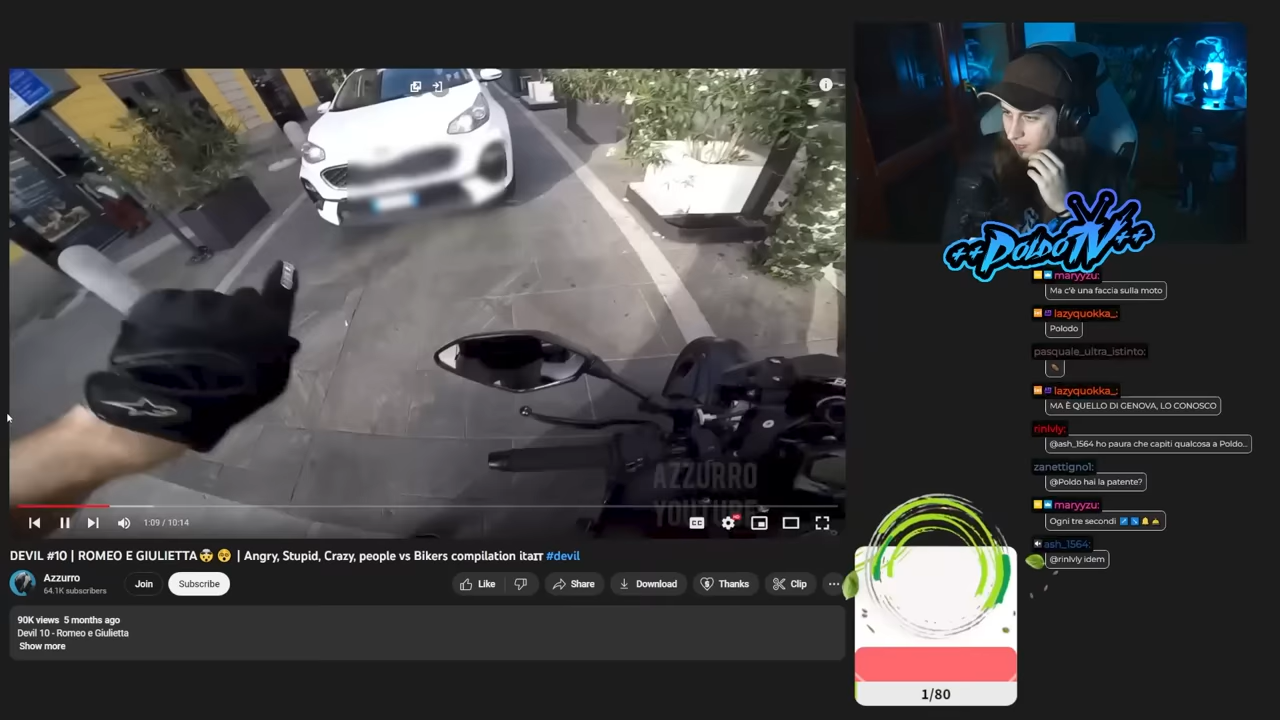 AZZURRO
YOUTUBE
1:09 / 10:14
DEVIL #10 | ROMEO E GIULIETTA🤯 😲 | Angry, Stupid, Crazy, people vs Bikers compilation itaᴛᴛ #devil
Azzurro
64.1K subscribers
Join
Subscribe
Like
Share
Download
Thanks
Clip
90K views 5 months ago
Devil 10 - Romeo e Giulietta
Show more
++POLDOTV++
maryyzu:
Ma c'è una faccia sulla moto
lazyquokka_:
Polodo
pasquale_ultra_istinto:
lazyquokka_:
MA È QUELLO DI GENOVA, LO CONOSCO
rinlvly:
@ash_1564 ho paura che capiti qualcosa a Poldo...
zanettigno1:
@Poldo hai la patente?
maryyzu:
Ogni tre secondi
ash_1564:
@rinlvly idem
1/80